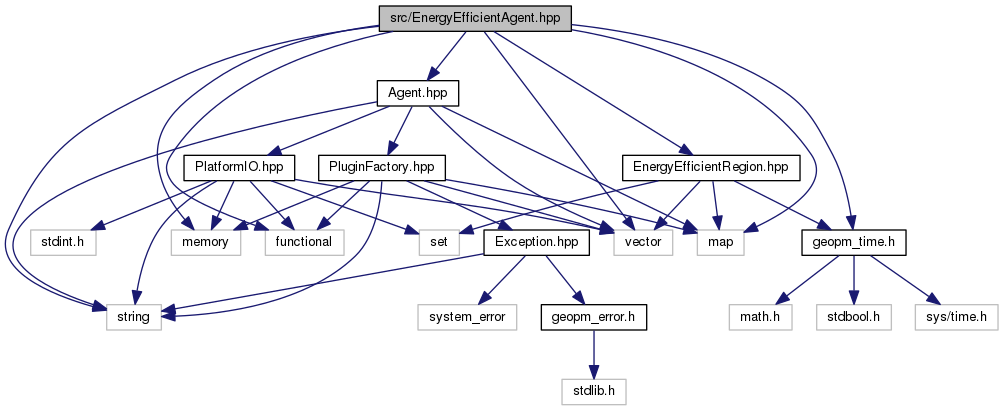 src/EnergyEfficientAgent.hpp
Agent.hpp
PlatformIO.hpp
PluginFactory.hpp
EnergyEfficientRegion.hpp
stdint.h
memory
functional
set
Exception.hpp
vector
map
geopm_time.h
string
system_error
geopm_error.h
math.h
stdbool.h
sys/time.h
stdlib.h